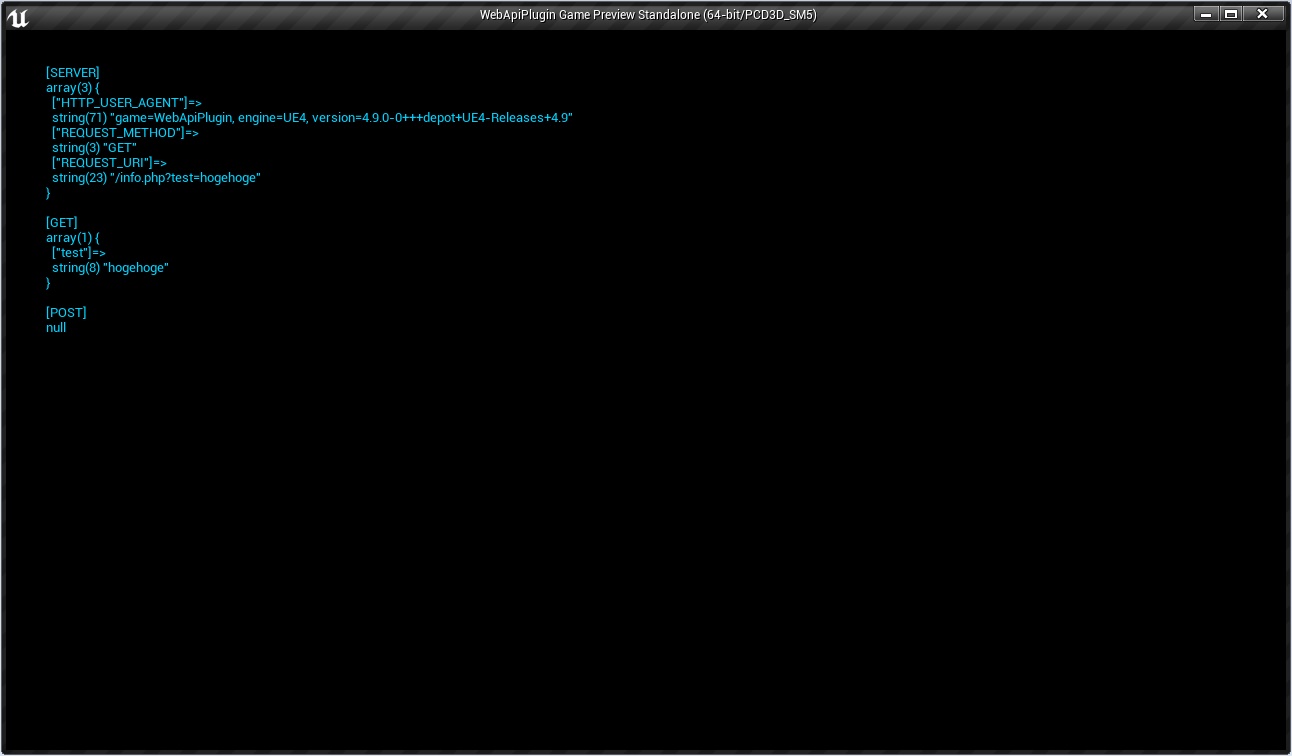 WebApiPlugin Game Preview Standalone (64-bit/PCD3D_SM5)
[SERVER]
array(3) {
["HTTP_USER_AGENT"]=>
string(71) "game=WebApiPlugin, engine=UE4, version=4.9.0-0+++depot+UE4-Releases+4.9"
["REQUEST_METHOD"]=>
string(3) "GET"
["REQUEST_URI"]=>
string(23) "/info.php?test=hogehoge"
}
[GET]
array(1) {
["test"]=>
string(8) "hogehoge"
}
[POST]
null